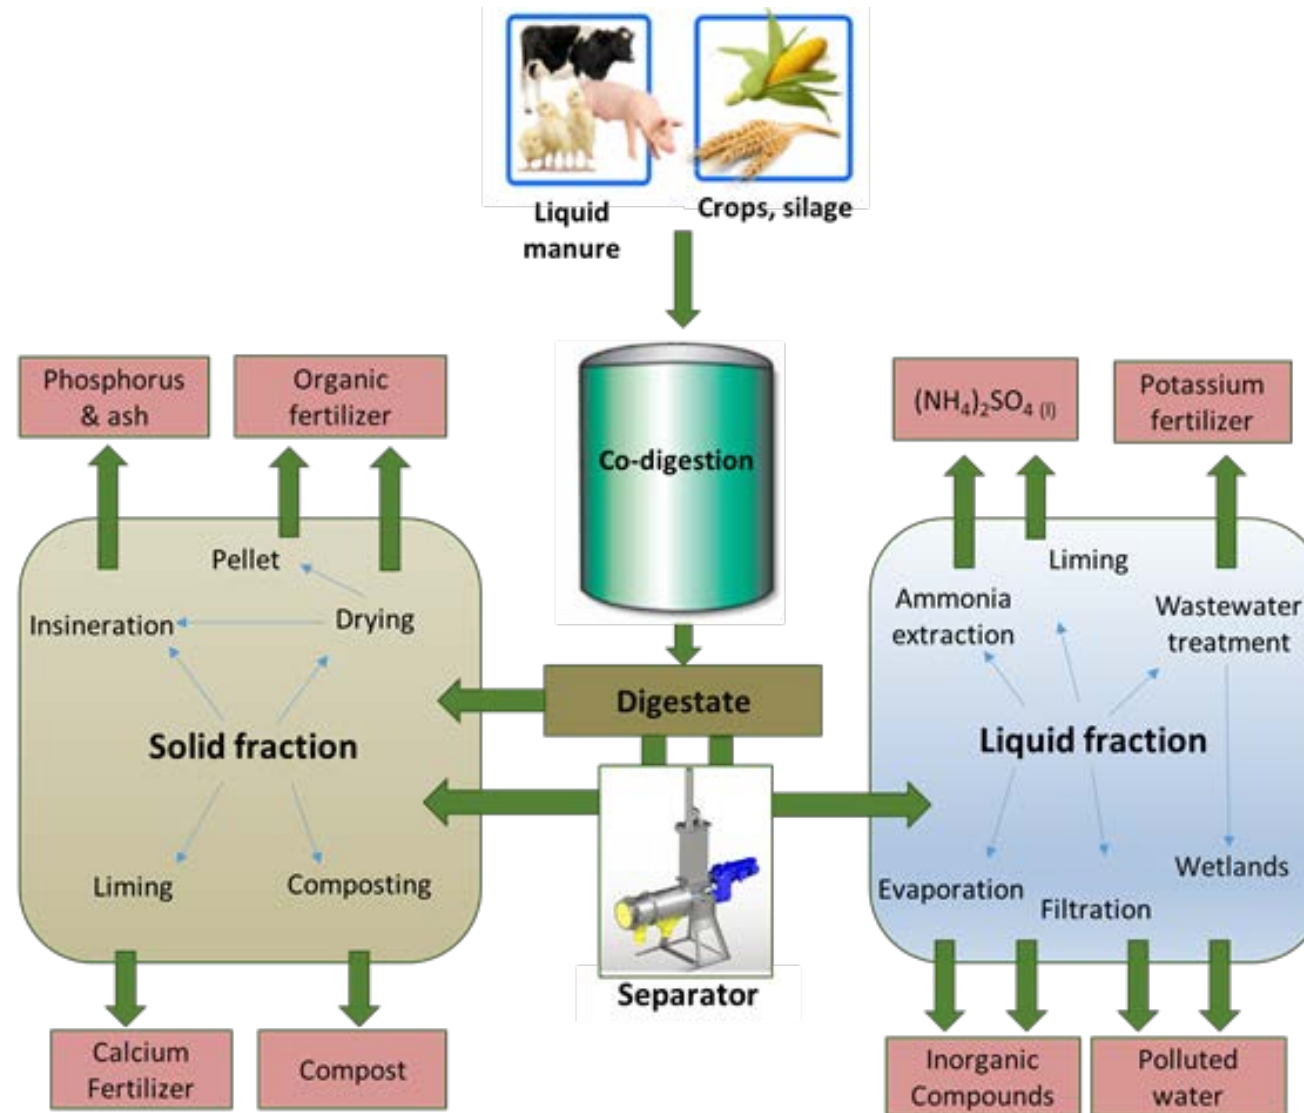 Liquid
manure
Crops, silage
Co-digestion
Phosphorus
& ash
Organic
fertilizer
(NH₄)₂SO₄ (l)
Potassium
fertilizer
Pellet
Insineration
Drying
Solid fraction
Liming
Composting
Digestate
Separator
Liming
Ammonia
extraction
Wastewater
treatment
Liquid fraction
Evaporation
Filtration
Wetlands
Calcium
Fertilizer
Compost
Inorganic
Compounds
Polluted
water